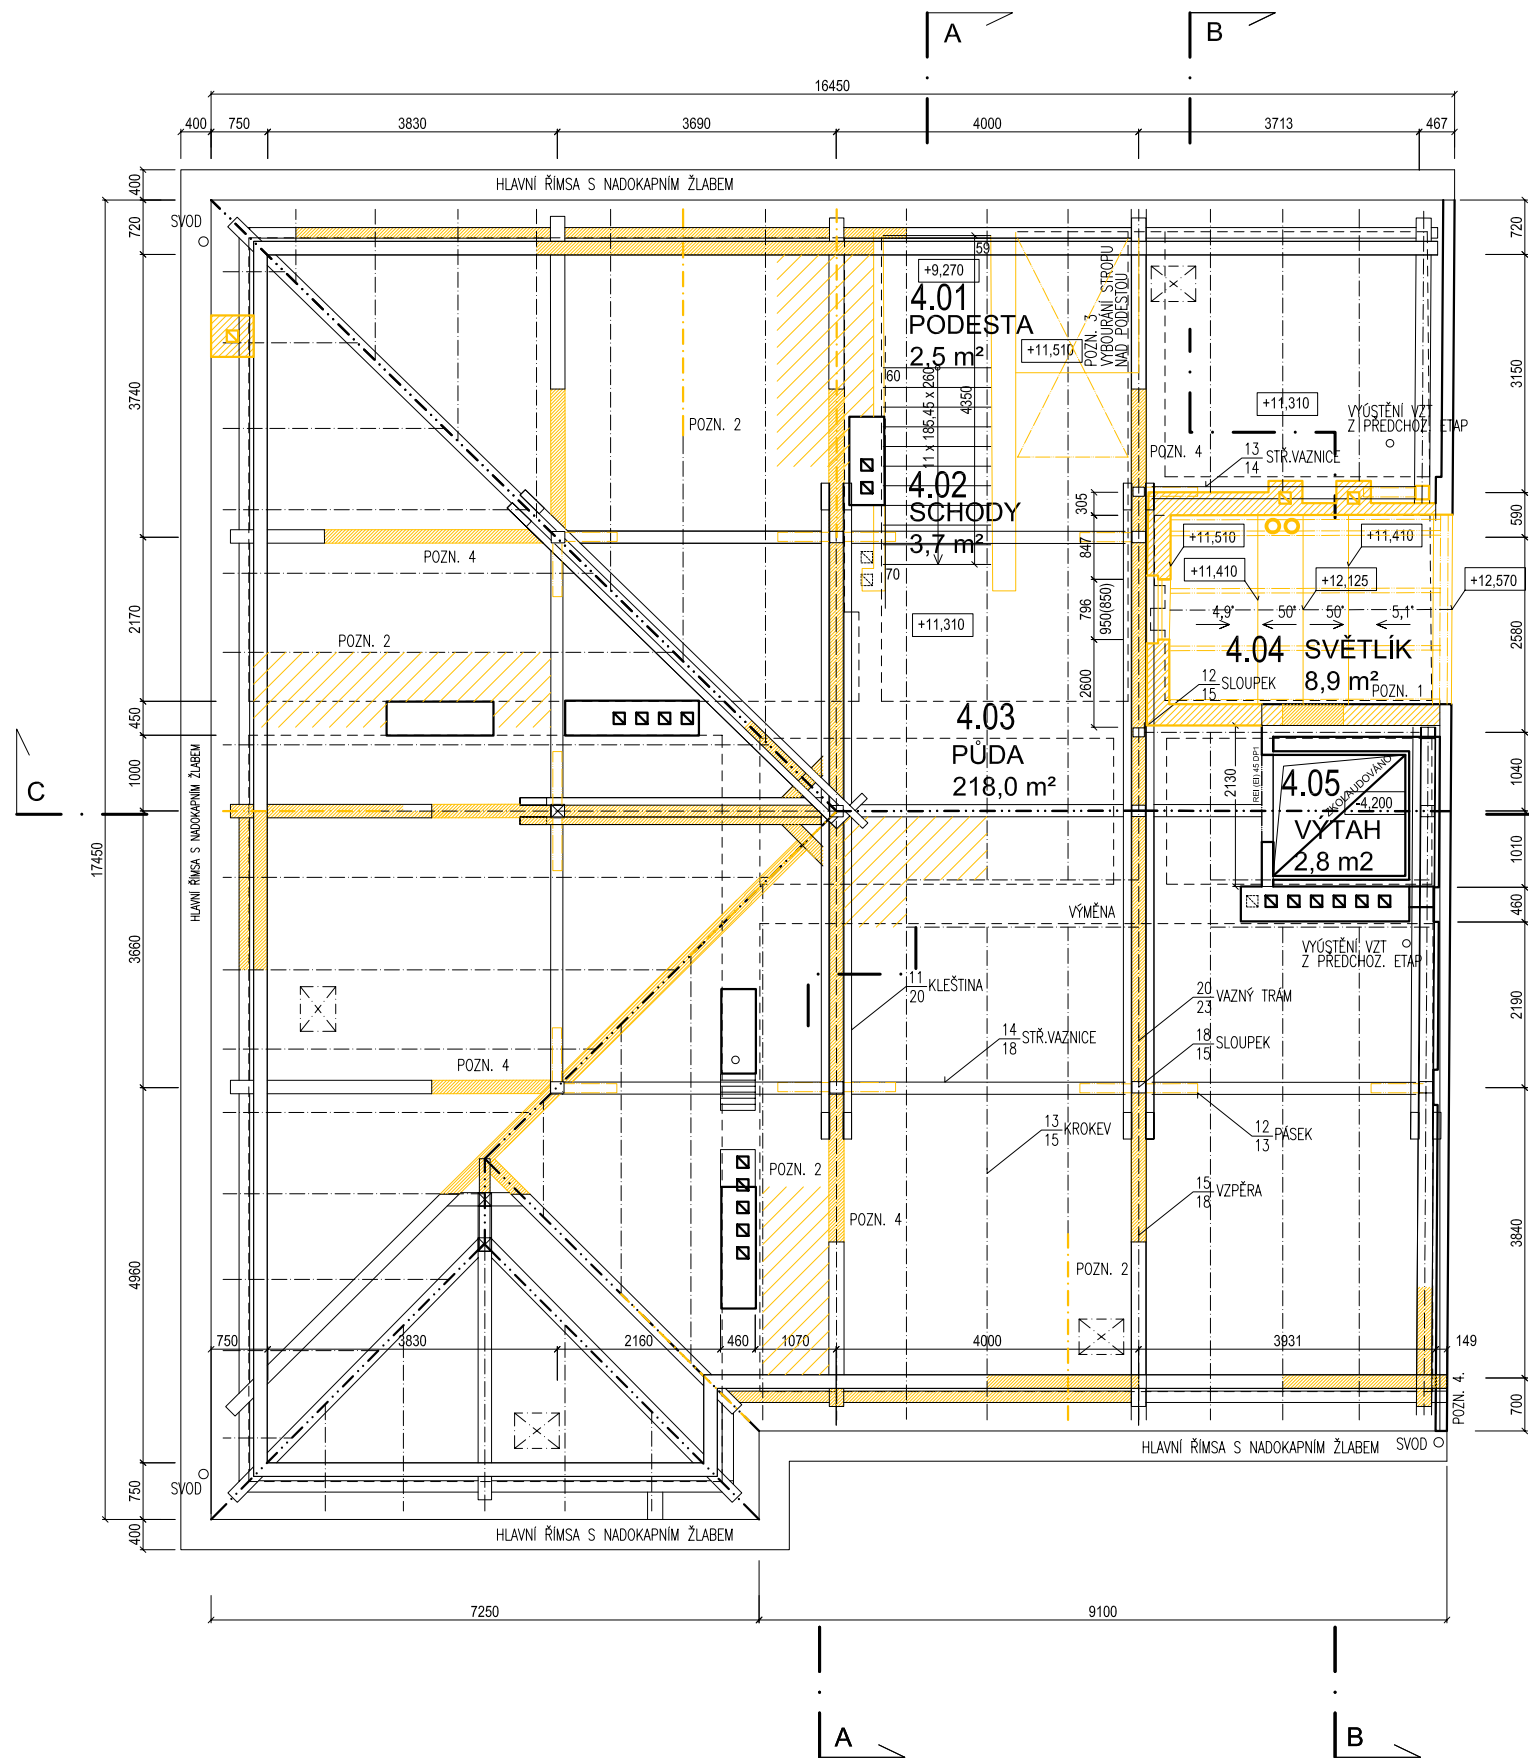 A
B
16450
400
750
3830
3690
4000
3713
467
HLAVNÍ ŘÍMSA S NADOKAPNÍM ŽLABEM
400
720
3740
2170
450
1000
3660
4960
750
400
17450
SVOD
HLAVNÍ ŘÍMSA S NADOKAPNÍM ŽLABEM
C
59
+9,270
4.01
PODESTA
2,5 m²
60
11 x 185,45 x 260
4350
4.02
SCHODY
3,7 m²
70
+11,310
POZN. 3
VYBOURÁNÍ STROPU
NAD PODESTOU
+11,510
+11,310
VYÚSTĚNÍ VZT
Z PŘEDCHOZ. ETAP
POZN. 4
13
14
STŘ.VAZNICE
POZN. 2
POZN. 4
POZN. 2
305
847
796
950(850)
2600
+11,510
+11,410
+11,410
+12,125
+12,570
4,9°
50°
50°
5,1°
4.04 SVĚTLÍK
8,9 m²
POZN. 1
12
15
SLOUPEK
4.03
PŮDA
218,0 m²
2130
REI (EI) 45 DP1
4.05
ZKOLAUDOVÁNO
-4,200
VÝTAH
2,8 m2
VÝMĚNA
VYÚSTĚNÍ VZT
Z PŘEDCHOZ. ETAP
11
20
KLEŠTINA
20
23
VAZNÝ TRÁM
14
18
STŘ.VAZNICE
18
15
SLOUPEK
POZN. 4
13
15
KROKEV
12
13
PÁSEK
POZN. 2
15
18
VZPĚRA
POZN. 4
POZN. 2
750
3830
2160
460
1070
4000
3931
149
POZN. 4.
720
3150
590
2580
1040
1010
460
2190
3840
700
HLAVNÍ ŘÍMSA S NADOKAPNÍM ŽLABEM
SVOD
SVOD
HLAVNÍ ŘÍMSA S NADOKAPNÍM ŽLABEM
7250
9100
A
B